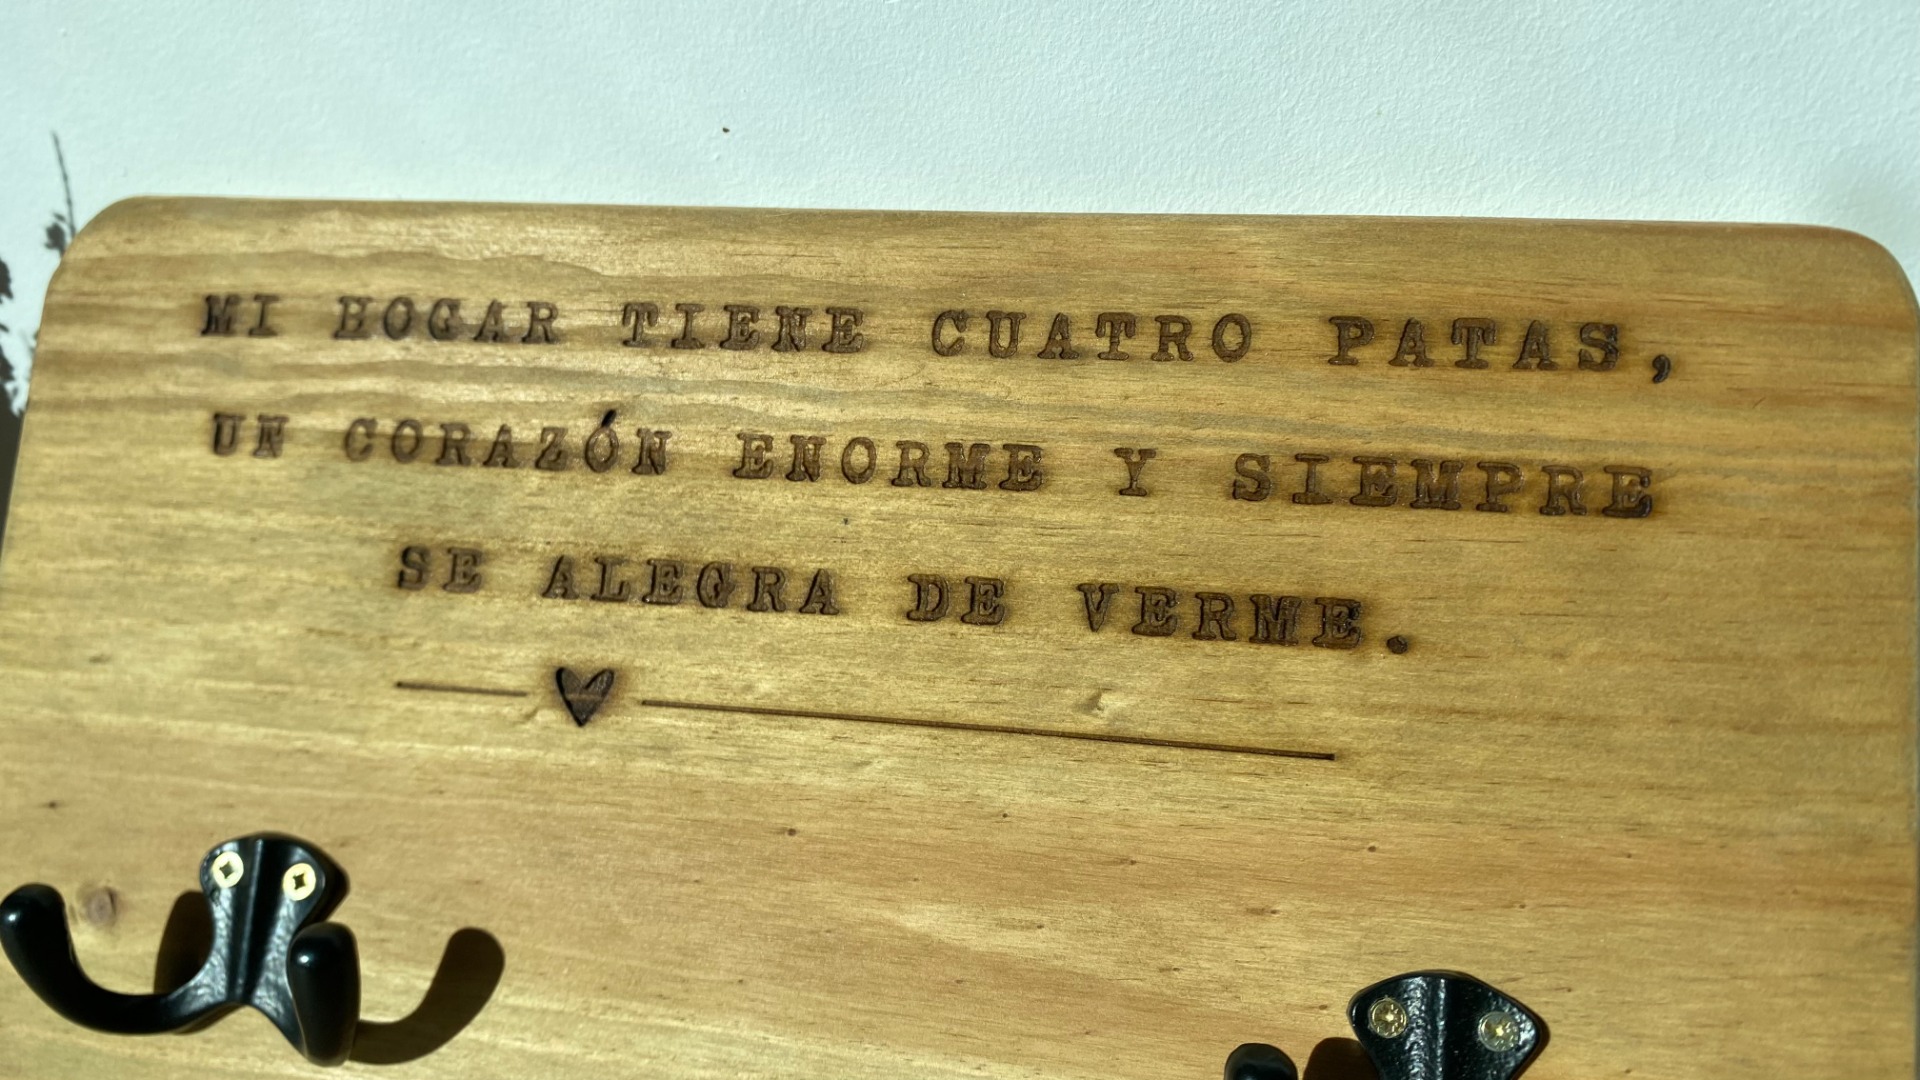 MI HOGAR TIENE CUATRO PATAS,
UN CORAZÓN ENORME Y SIEMPRE
SE ALEGRA DE VERME.